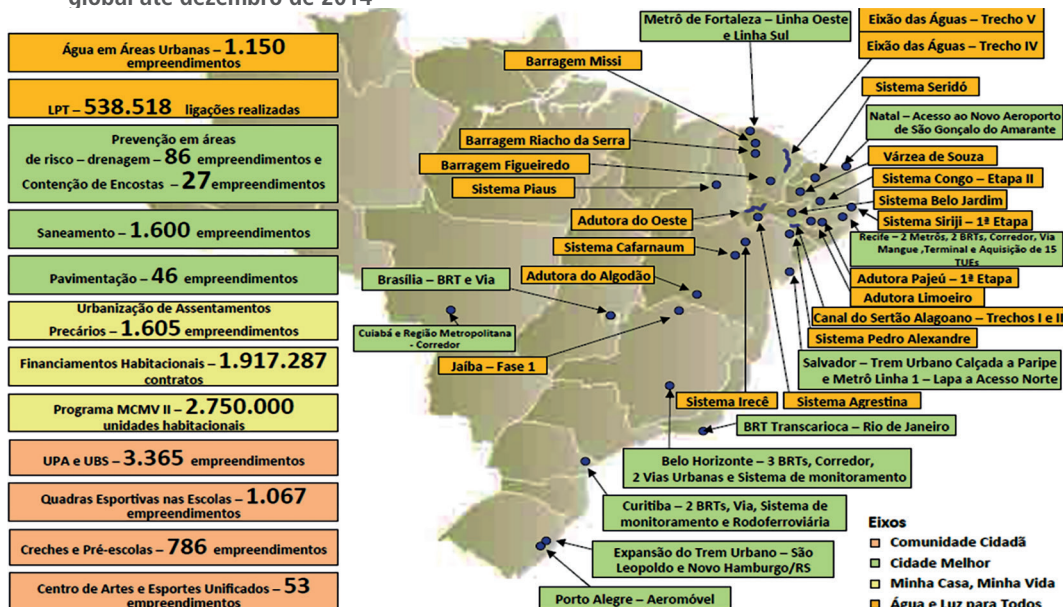 global até dezembro de 2014
Água em Áreas Urbanas – 1.150
empreendimentos
LPT – 538.518 ligações realizadas
Prevenção em áreas
de risco – drenagem – 86 empreendimentos e
Contenção de Encostas – 27 empreendimentos
Saneamento – 1.600 empreendimentos
Pavimentação – 46 empreendimentos
Urbanização de Assentamentos
Precários – 1.605 empreendimentos
Financiamentos Habitacionais – 1.917.287
contratos
Programa MCMV II – 2.750.000
unidades habitacionais
UPA e UBS – 3.365 empreendimentos
Quadras Esportivas nas Escolas – 1.067
empreendimentos
Creches e Pré-escolas – 786 empreendimentos
Centro de Artes e Esportes Unificados – 53
empreendimentos
Metrô de Fortaleza – Linha Oeste
e Linha Sul
Eixão das Águas – Trecho V
Eixão das Águas – Trecho IV
Barragem Missi
Sistema Seridó
Natal – Acesso ao Novo Aeroporto
de São Gonçalo do Amarante
Barragem Riacho da Serra
Várzea de Souza
Barragem Figueiredo
Sistema Congo – Etapa II
Sistema Piaus
Sistema Belo Jardim
Adutora do Oeste
Sistema Siriji – 1ª Etapa
Recife – 2 Metrôs, 2 BRTs, Corredor, Via
Mangue ,Terminal e Aquisição de 15
TUEs
Sistema Cafarnaum
Adutora do Algodão
Adutora Pajeú – 1ª Etapa
Brasília – BRT e Via
Adutora Limoeiro
Canal do Sertão Alagoano – Trechos I e II
Cuiabá e Região Metropolitana
- Corredor
Sistema Pedro Alexandre
Jaíba – Fase 1
Salvador – Trem Urbano Calçada a Paripe
e Metrô Linha 1 – Lapa a Acesso Norte
Sistema Irecê
Sistema Agrestina
BRT Transcarioca – Rio de Janeiro
Belo Horizonte – 3 BRTs, Corredor,
2 Vias Urbanas e Sistema de monitoramento
Curitiba – 2 BRTs, Via, Sistema de
monitoramento e Rodoferroviária
Expansão do Trem Urbano – São
Leopoldo e Novo Hamburgo/RS
Porto Alegre – Aeromóvel
Eixos
Comunidade Cidadã
Cidade Melhor
Minha Casa, Minha Vida
Água e Luz para Todos